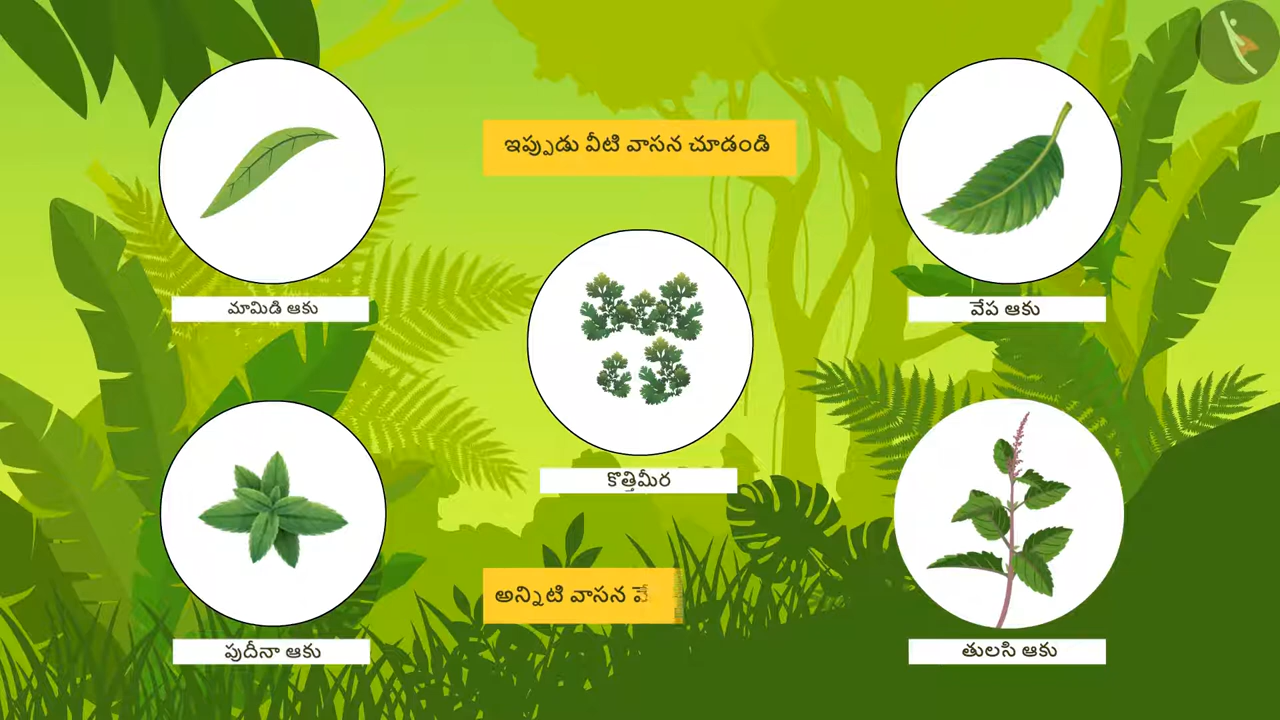 ఇప్పుడు వీటి వాసన చూడండి
మామిడి ఆకు
వేప ఆకు
కొత్తిమీర
అన్నిటి వాసన
పుదీనా ఆకు
తులసి ఆకు